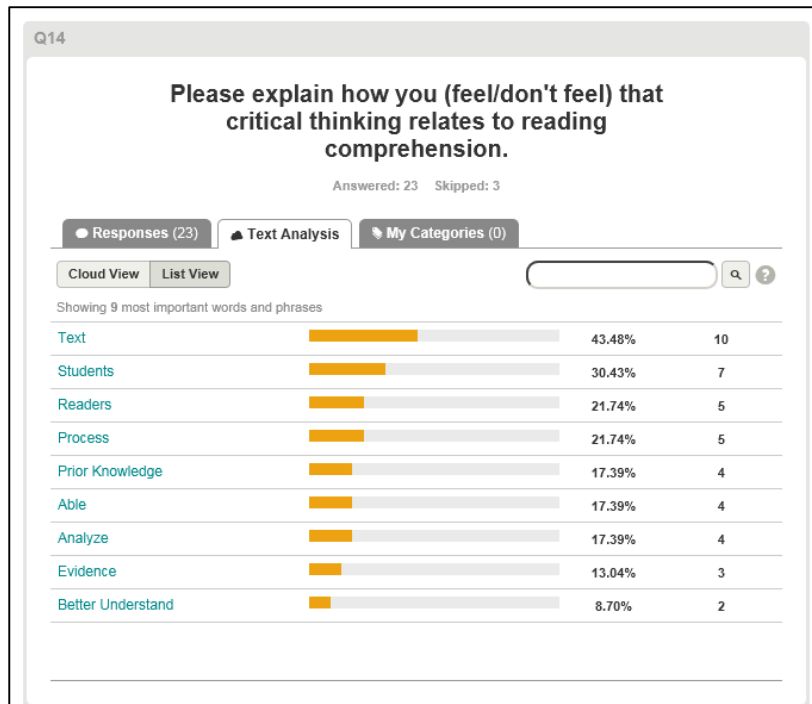 Q14
Please explain how you (feel/don't feel) that
critical thinking relates to reading
comprehension.
Answered: 23 Skipped: 3
Responses (23) Text Analysis My Categories (0)
Cloud View List View
?
Showing 9 most important words and phrases
Text 43.48% 10
Students 30.43% 7
Readers 21.74% 5
Process 21.74% 5
Prior Knowledge 17.39% 4
Able 17.39% 4
Analyze 17.39% 4
Evidence 13.04% 3
Better Understand 8.70% 2